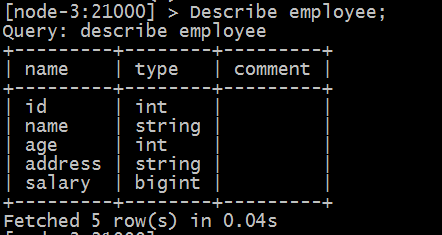 [node-3:21000] > Describe employee;
Query: describe employee
+----------+--------+---------+
| name     | type   | comment |
+----------+--------+---------+
| id       | int    |         |
| name     | string |         |
| age      | int    |         |
| address  | string |         |
| salary   | bigint |         |
+----------+--------+---------+
Fetched 5 row(s) in 0.04s